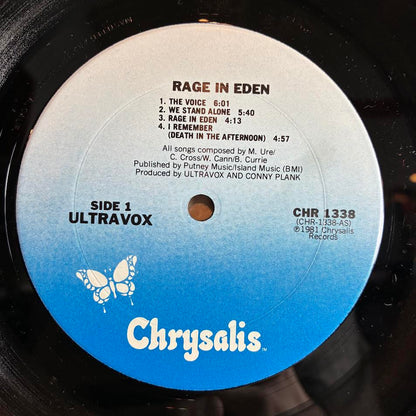 RAGE IN EDEN
1. THE VOICE 6:01
2. WE STAND ALONE 5:40
3. RAGE IN EDEN 4:13
4. I REMEMBER
(DEATH IN THE AFTERNOON) 4:57
All songs composed by M. Ure/
C. Cross/W. Cann/B. Currie
Published by Putney Music/Island Music (BMI)
Produced by ULTRAVOX AND CONNY PLANK
SIDE 1
ULTRAVOX
CHR 1338
(CHR-1338-AS)
℗1981 Chrysalis
Records
Chrysalis™